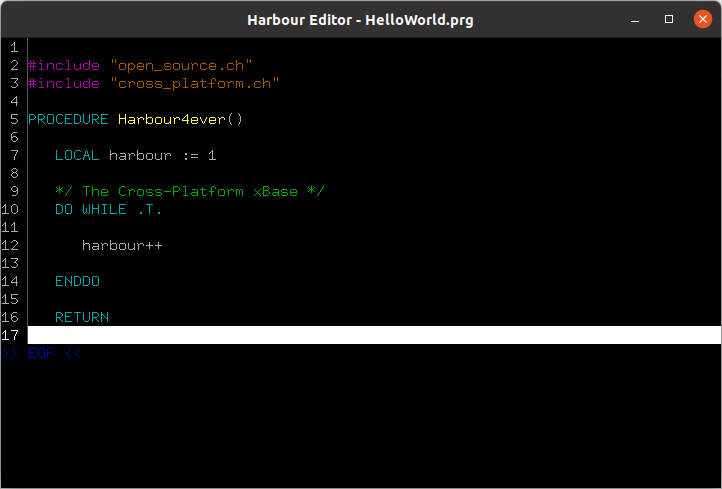 Harbour Editor - HelloWorld.prg
1
2 #include "open_source.ch"
3 #include "cross_platform.ch"
4
5 PROCEDURE Harbour4ever()
6
7 LOCAL harbour := 1
8
9 */ The Cross-Platform xBase */
10 DO WHILE .T.
11
12 harbour++
13
14 ENDDO
15
16 RETURN
17
>> EOF <<